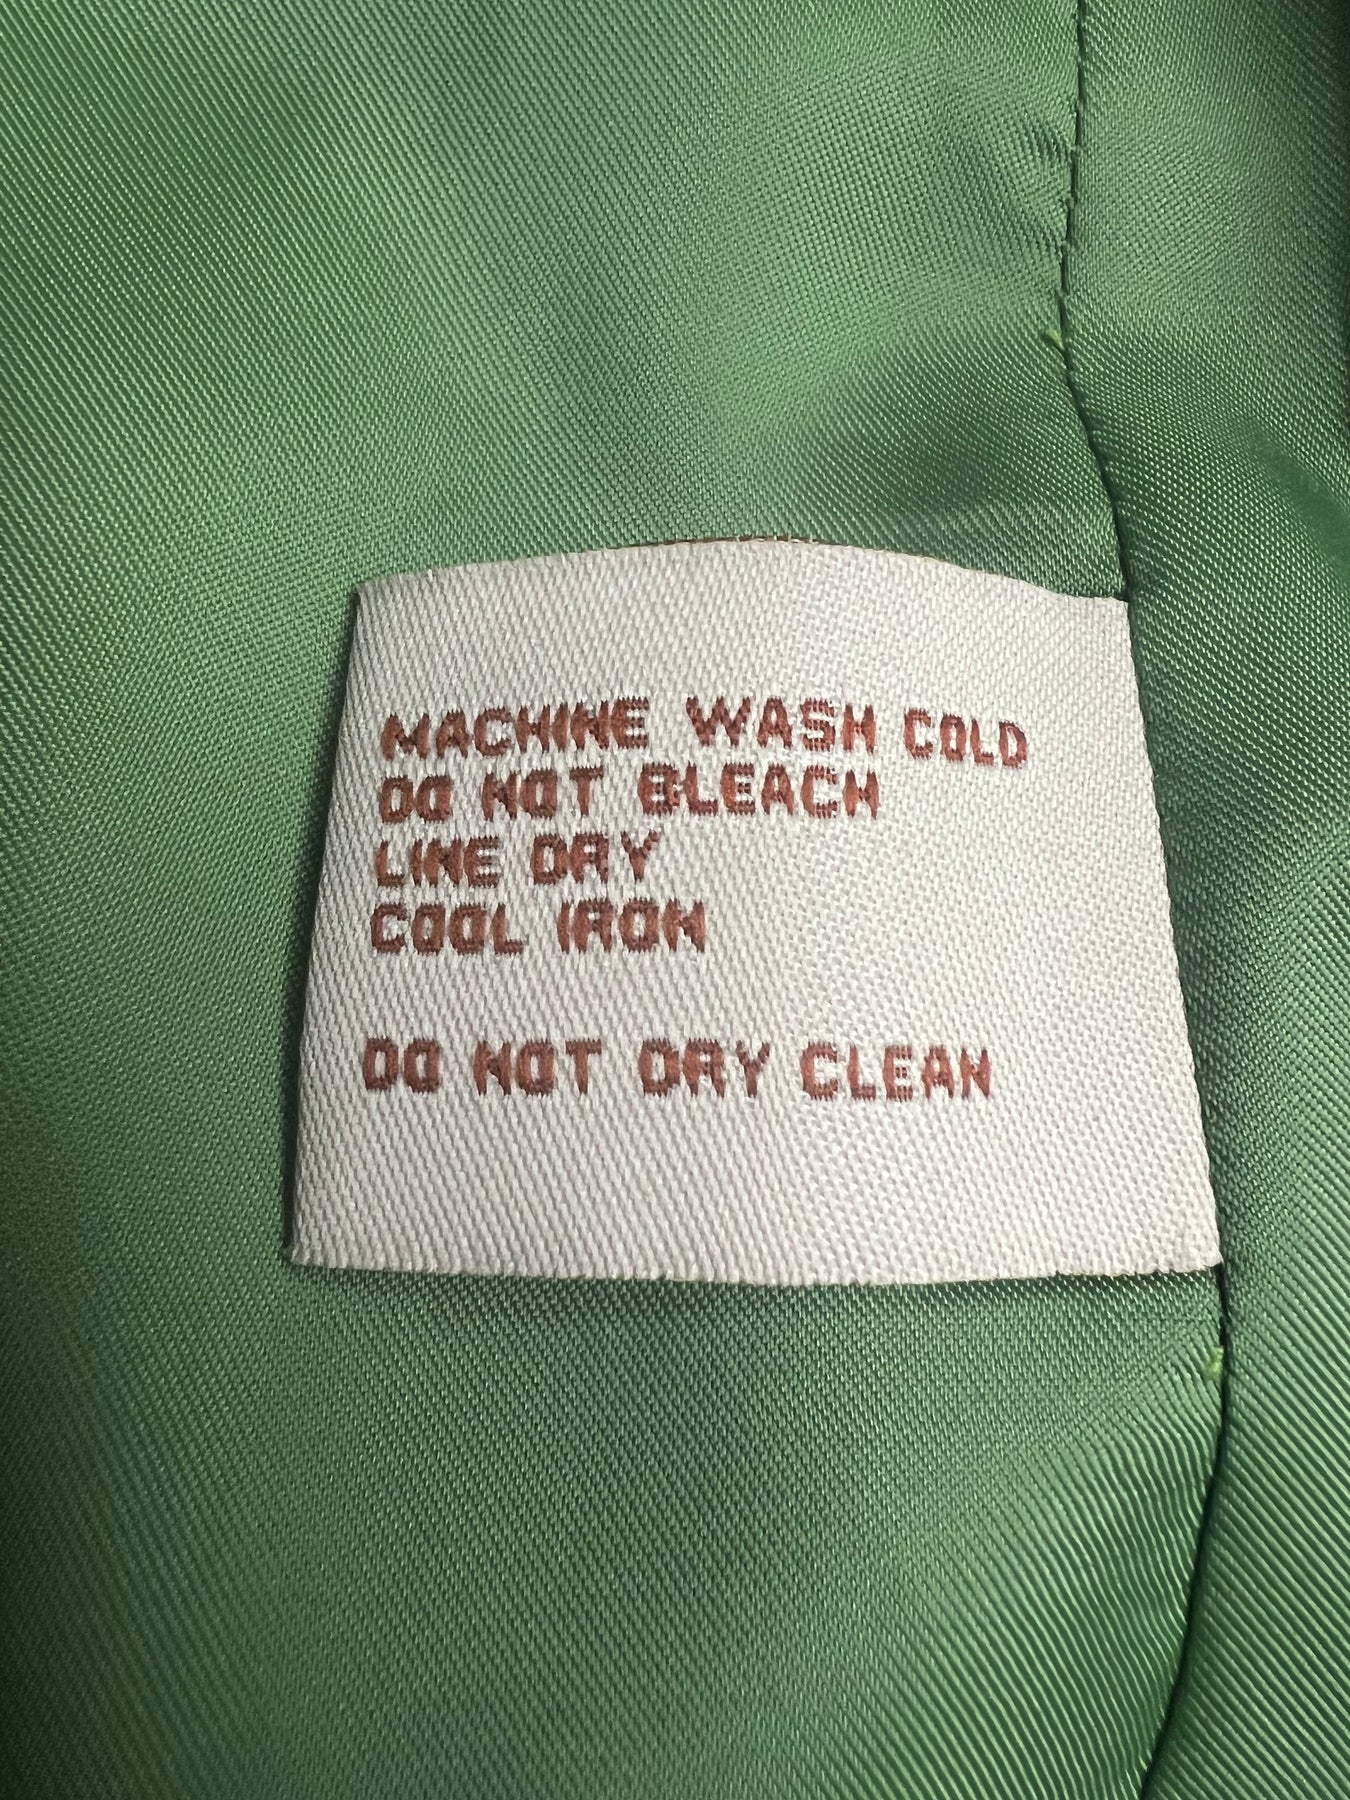 MACHINE WASH COLD
DO NOT BLEACH
LINE DRY
COOL IRON
DO NOT DRY CLEAN